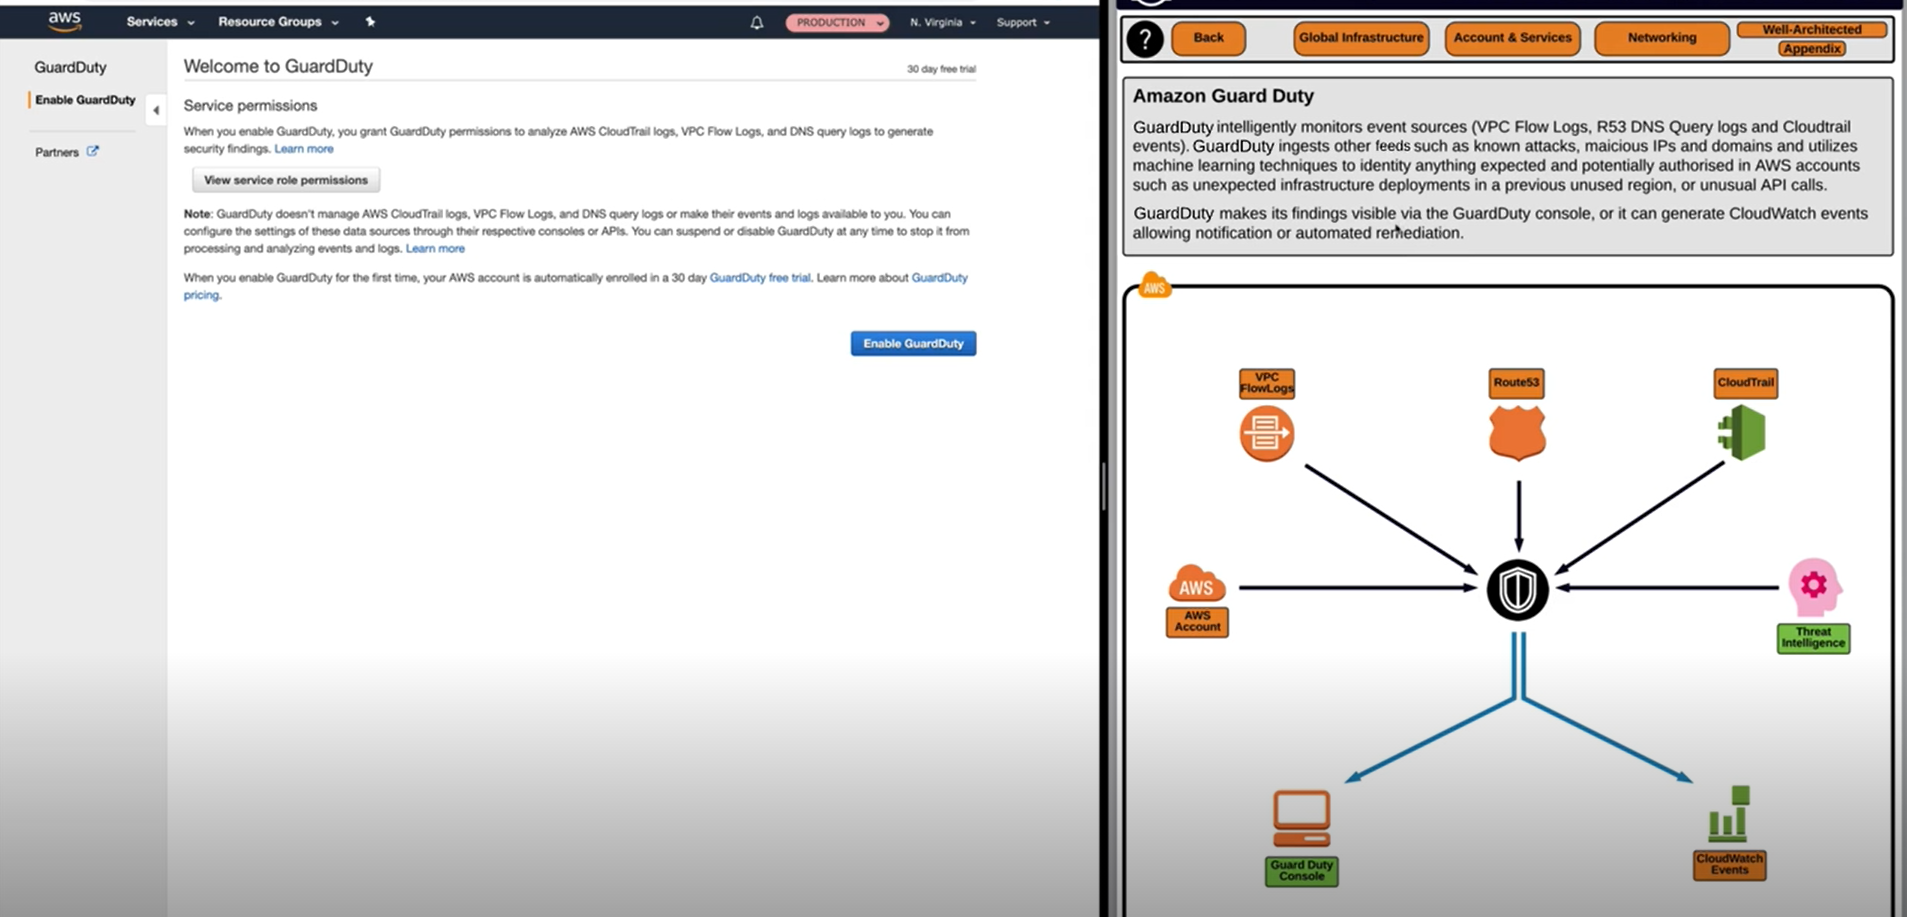 aws
Services
Resource Groups
PRODUCTION
N. Virginia
Support
GuardDuty
Enable GuardDuty
Partners
Welcome to GuardDuty
30 day free trial
Service permissions
When you enable GuardDuty, you grant GuardDuty permissions to analyze AWS CloudTrail logs, VPC Flow Logs, and DNS query logs to generate
security findings. Learn more
View service role permissions
Note: GuardDuty doesn't manage AWS CloudTrail logs, VPC Flow Logs, and DNS query logs or make their events and logs available to you. You can
configure the settings of these data sources through their respective consoles or APIs. You can suspend or disable GuardDuty at any time to stop it from
processing and analyzing events and logs. Learn more
When you enable GuardDuty for the first time, your AWS account is automatically enrolled in a 30 day GuardDuty free trial. Learn more about GuardDuty
pricing.
Enable GuardDuty
?
Back
Global Infrastructure
Account & Services
Networking
Well-Architected
Appendix
Amazon Guard Duty
GuardDuty intelligently monitors event sources (VPC Flow Logs, R53 DNS Query logs and Cloudtrail
events). GuardDuty ingests other feeds such as known attacks, maicious IPs and domains and utilizes
machine learning techniques to identity anything expected and potentially authorised in AWS accounts
such as unexpected infrastructure deployments in a previous unused region, or unusual API calls.
GuardDuty makes its findings visible via the GuardDuty console, or it can generate CloudWatch events
allowing notification or automated remediation.
AWS
VPC
FlowLogs
Route53
CloudTrail
AWS
AWS
Account
Threat
Intelligence
Guard Duty
Console
CloudWatch
Events